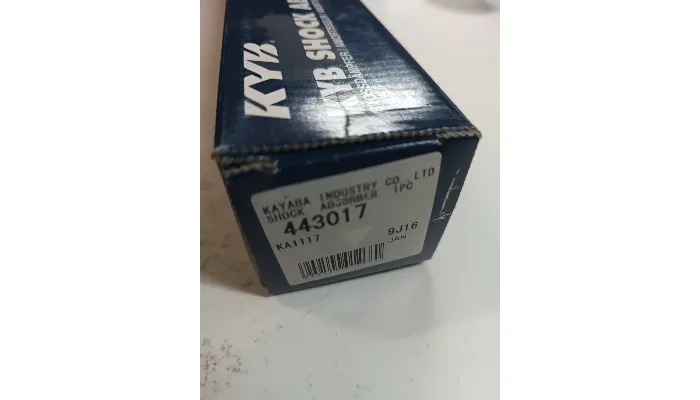 KYB
KYB SHOCK
KAYABA INDUSTRY CO.,LTD
SHOCK ABSORBER 1PC
443017
KA1117
9J16
JAN